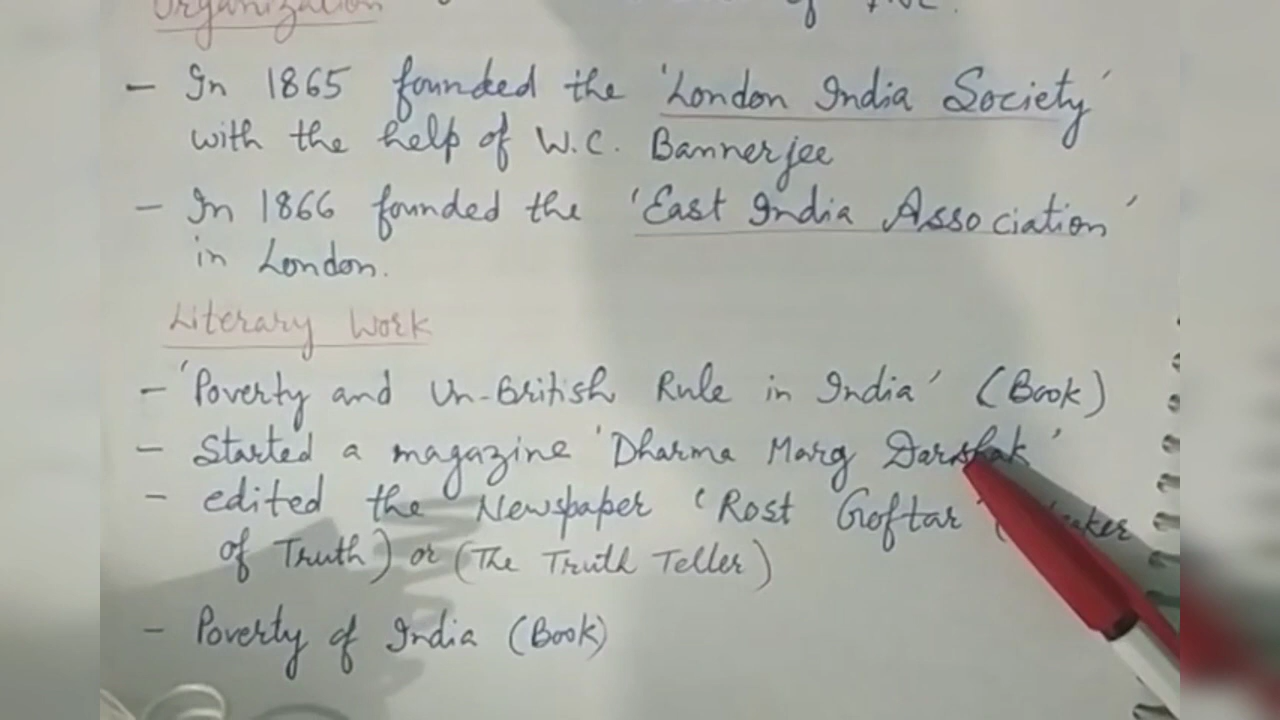 Organization
- In 1865 founded the 'London India Society'
with the help of W.C. Bannerjee
- In 1866 founded the 'East India Association'
in London.
Literary Work
- 'Poverty and Un-British Rule in India' (Book)
- Started a magazine 'Dharma Marg Darshak'
- edited the Newspaper 'Rost Goftar (
of Truth) or (The Truth Teller)
- Poverty of India (Book)